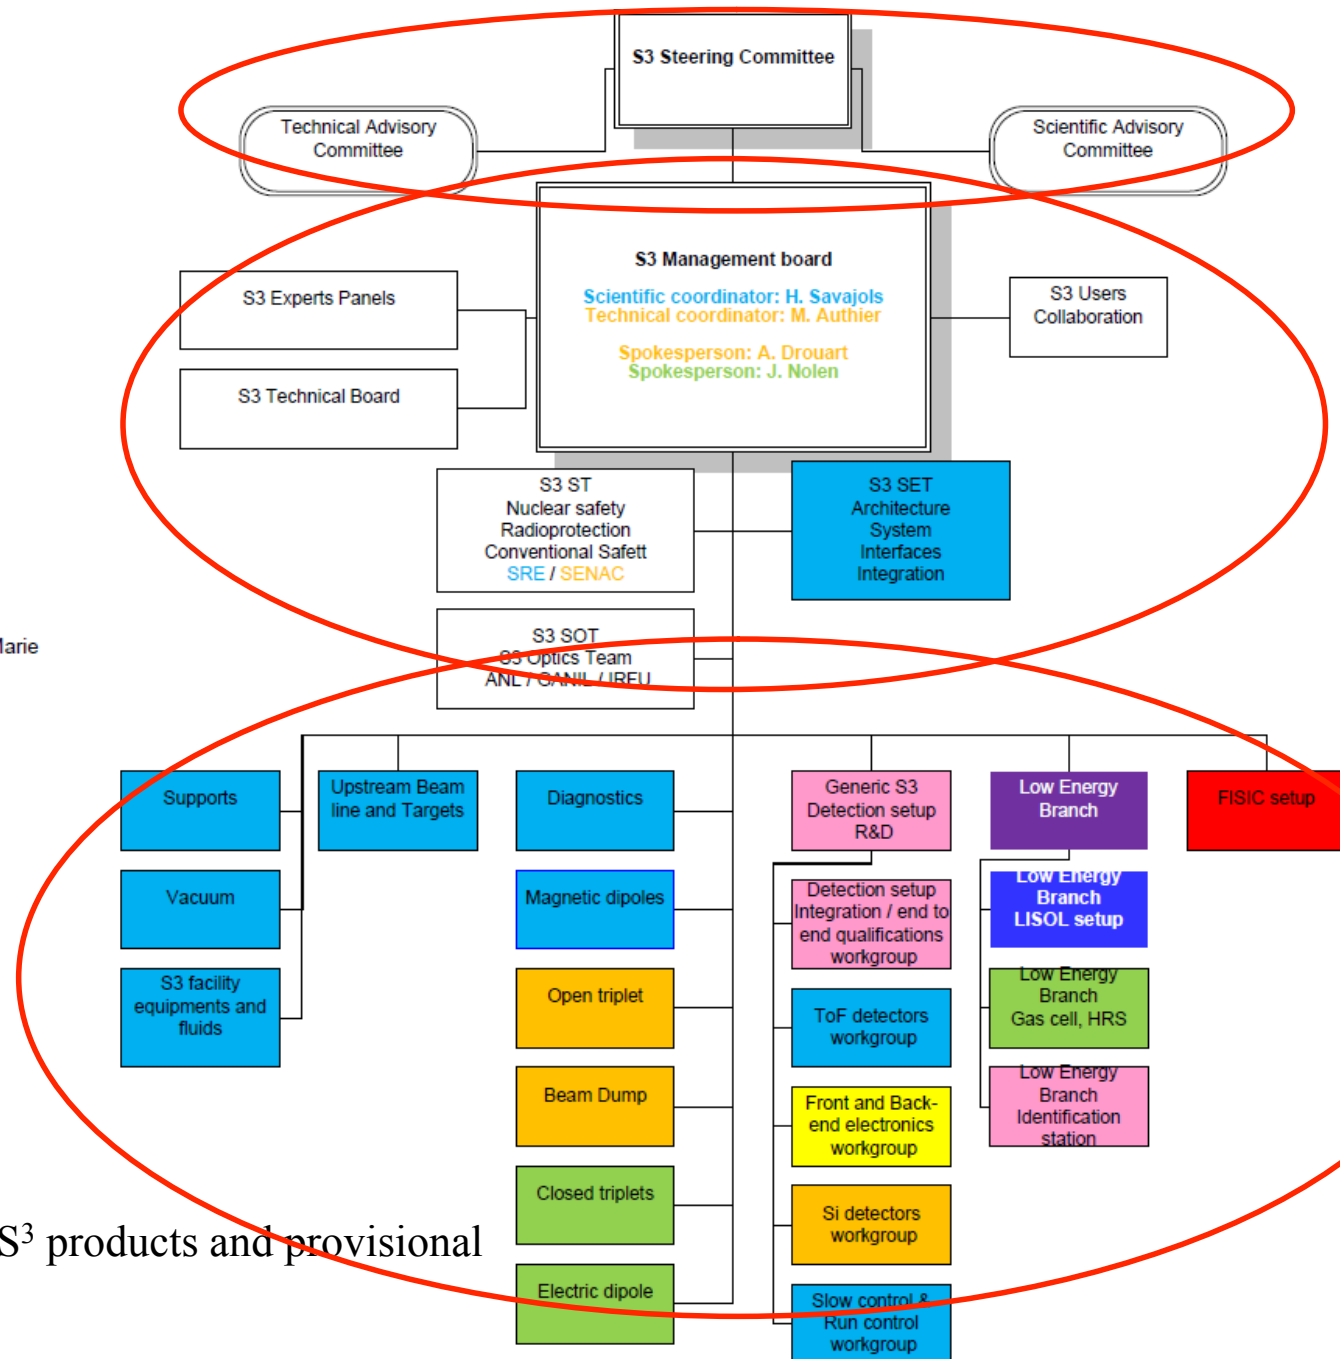 S3 Steering Committee
Technical Advisory
Committee
Scientific Advisory
Committee
S3 Management board
Scientific coordinator: H. Savajols
Technical coordinator: M. Authier
Spokesperson: A. Drouart
Spokesperson: J. Nolen
S3 Experts Panels
S3 Technical Board
S3 Users
Collaboration
S3 ST
Nuclear safety
Radioprotection
Conventional Safett
SRE / SENAC
S3 SET
Architecture
System
Interfaces
Integration
Marie
S3 SOT
S3 Optics Team
ANL / GANIL / IRFU
Supports
Vacuum
S3 facility
equipments and
fluids
Upstream Beam
line and Targets
Diagnostics
Magnetic dipoles
Open triplet
Beam Dump
Closed triplets
Electric dipole
Generic S3
Detection setup
R&D
Detection setup
Integration / end to
end qualifications
workgroup
ToF detectors
workgroup
Front and Back-
end electronics
workgroup
Si detectors
workgroup
Slow control &
Run control
workgroup
Low Energy
Branch
Low Energy
Branch
LISOL setup
Low Energy
Branch
Gas cell, HRS
Low Energy
Branch
Identification
station
FISIC setup
S³ products and provisional